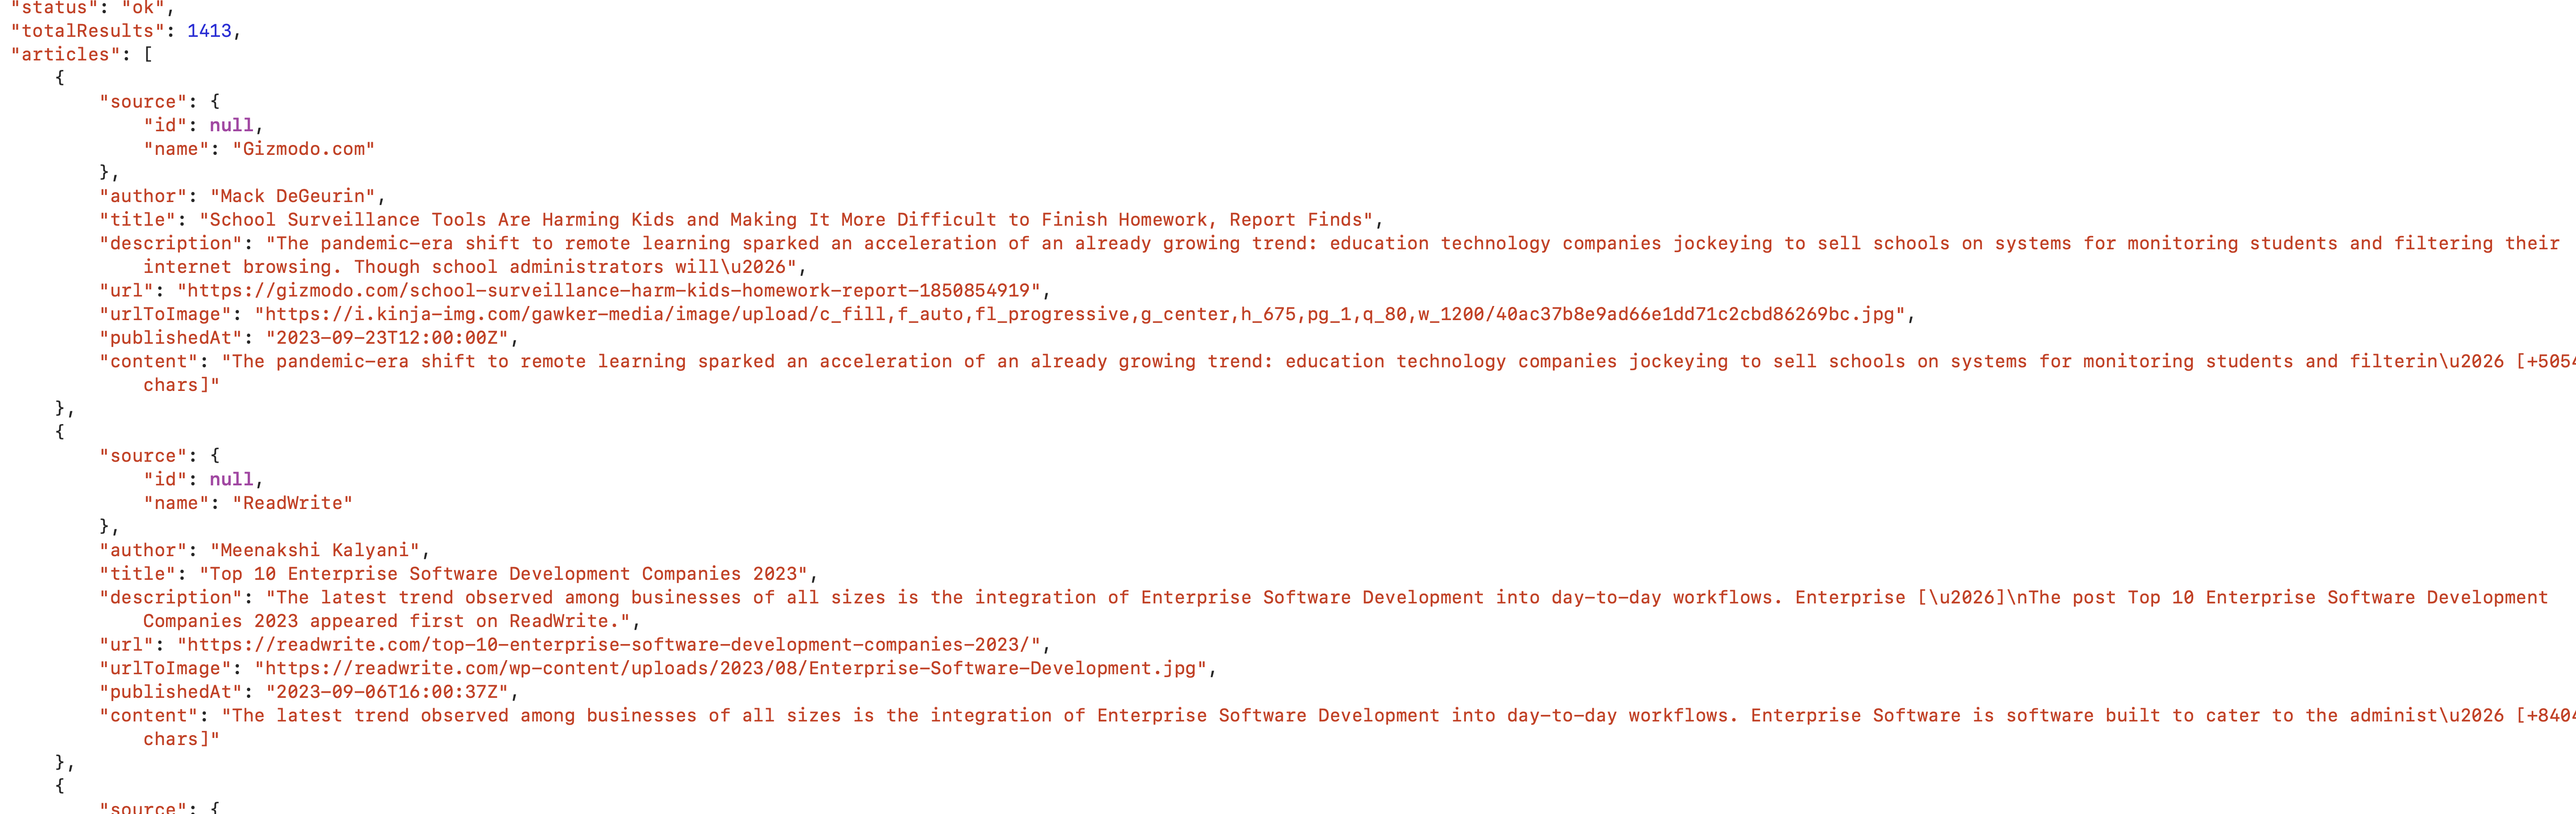 "status": "ok",
"totalResults": 1413,
"articles": [
{
"source": {
"id": null,
"name": "Gizmodo.com"
},
"author": "Mack DeGeurin",
"title": "School Surveillance Tools Are Harming Kids and Making It More Difficult to Finish Homework, Report Finds",
"description": "The pandemic-era shift to remote learning sparked an acceleration of an already growing trend: education technology companies jockeying to sell schools on systems for monitoring students and filtering their
internet browsing. Though school administrators will\u2026",
"url": "https://gizmodo.com/school-surveillance-harm-kids-homework-report-1850854919",
"urlToImage": "https://i.kinja-img.com/gawker-media/image/upload/c_fill,f_auto,fl_progressive,g_center,h_675,pg_1,q_80,w_1200/40ac37b8e9ad66e1dd71c2cbd86269bc.jpg",
"publishedAt": "2023-09-23T12:00:00Z",
"content": "The pandemic-era shift to remote learning sparked an acceleration of an already growing trend: education technology companies jockeying to sell schools on systems for monitoring students and filterin\u2026 [+5054
chars]"
},
{
"source": {
"id": null,
"name": "ReadWrite"
},
"author": "Meenakshi Kalyani",
"title": "Top 10 Enterprise Software Development Companies 2023",
"description": "The latest trend observed among businesses of all sizes is the integration of Enterprise Software Development into day-to-day workflows. Enterprise [\u2026]\nThe post Top 10 Enterprise Software Development
Companies 2023 appeared first on ReadWrite.",
"url": "https://readwrite.com/top-10-enterprise-software-development-companies-2023/",
"urlToImage": "https://readwrite.com/wp-content/uploads/2023/08/Enterprise-Software-Development.jpg",
"publishedAt": "2023-09-06T16:00:37Z",
"content": "The latest trend observed among businesses of all sizes is the integration of Enterprise Software Development into day-to-day workflows. Enterprise Software is software built to cater to the administ\u2026 [+8404
chars]"
},
{
"source": {